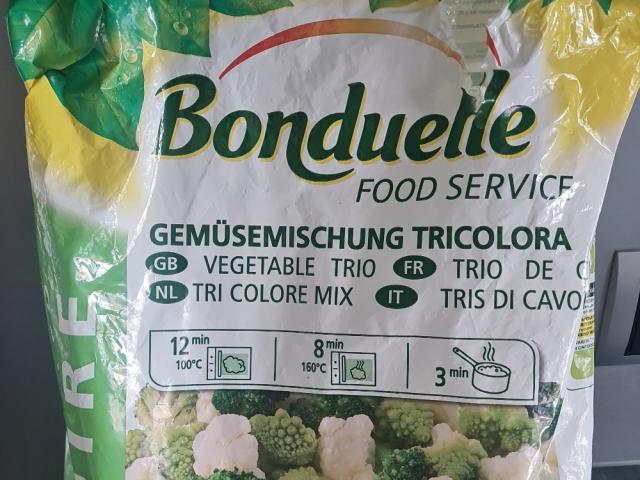 Bonduelle
FOOD SERVICE
GEMÜSEMISCHUNG TRICOLORA
GB VEGETABLE TRIO FR TRIO DE C
NL TRI COLORE MIX IT TRIS DI CAVO
12 min 100°C 8 min 160°C 3 min